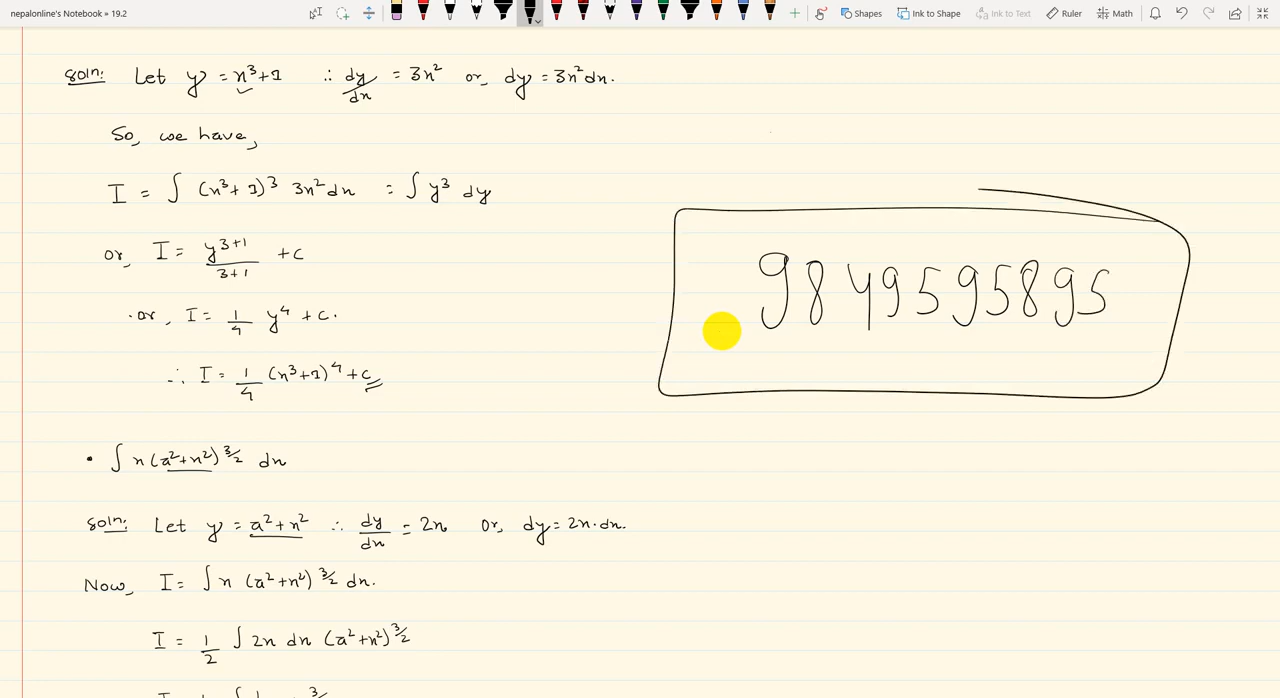 nepalonline's Notebook » 19.2
Shapes Ink to Shape Ink to Text Ruler Math
soln: Let y = x³+1 ∴ dy/dx = 3x² or, dy = 3x²dx.
So, we have,
I = ∫ (x³+1)³ 3x²dx = ∫ y³ dy
or, I = y³⁺¹/3+1 + c
or, I = 1/4 y⁴ + c.
∴ I = 1/4 (x³+1)⁴ + c
9849595895
• ∫ x(a²+x²)^3/2 dx
soln: Let y = a²+x² ∴ dy/dx = 2x Or, dy = 2x·dx.
Now, I = ∫ x (a²+x²)^3/2 dx.
I = 1/2 ∫ 2x dx (a²+x²)^3/2